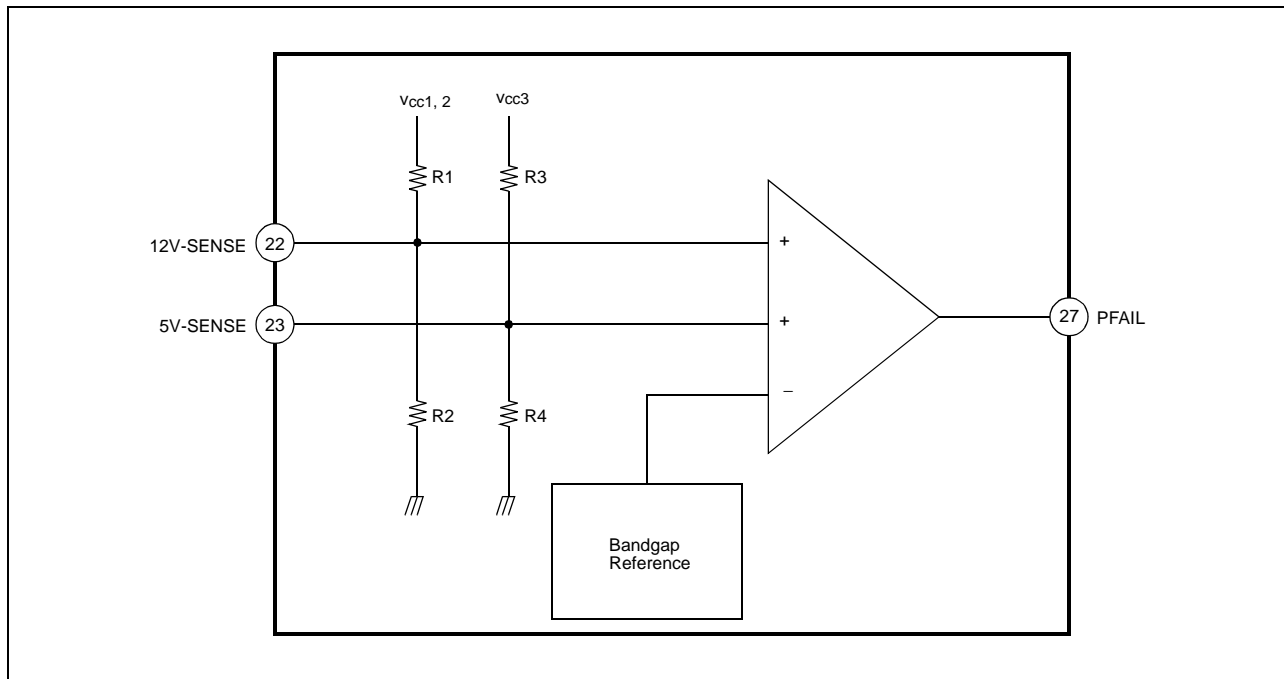 Vcc1, 2
Vcc3
R1
R3
12V-SENSE
22
+
5V-SENSE
23
+
27
PFAIL
−
R2
R4
Bandgap
Reference